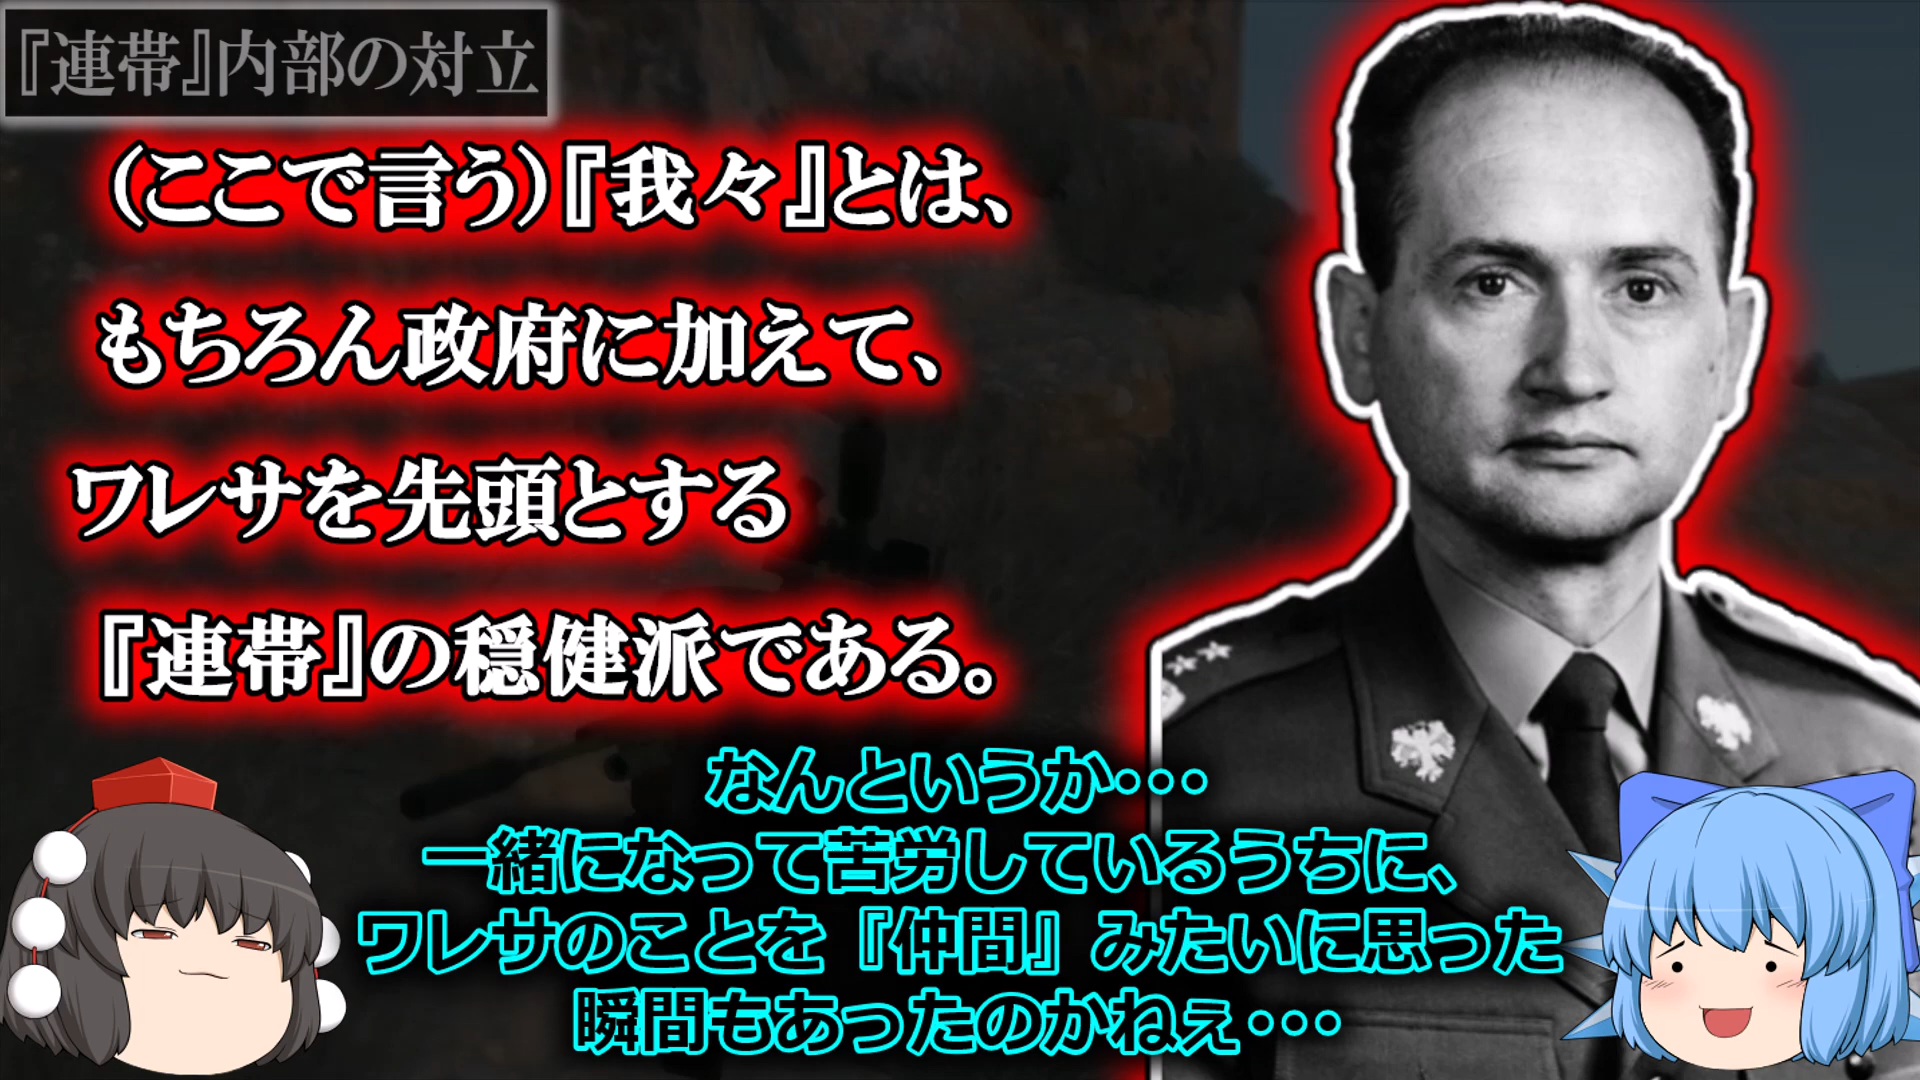 『連帯』内部の対立
（ここで言う）『我々』とは、
もちろん政府に加えて、
ワレサを先頭とする
『連帯』の穏健派である。
なんというか・・・
一緒になって苦労しているうちに、
ワレサのことを『仲間』みたいに思った
瞬間もあったのかねぇ・・・